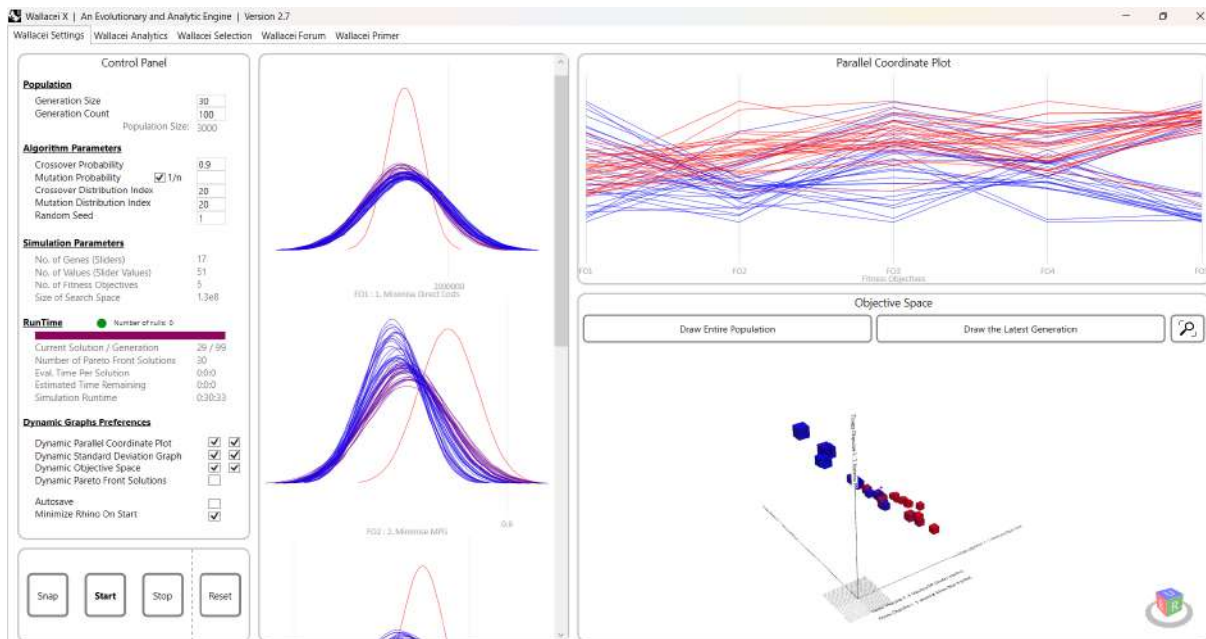 Wallacei X | An Evolutionary and Analytic Engine | Version 2.7
Wallacei Settings Wallacei Analytics Wallacei Selection Wallacei Forum Wallacei Primer
Control Panel
Population
Generation Size 30
Generation Count 100
Population Size: 3000
Algorithm Parameters
Crossover Probability 0.9
Mutation Probability 1/n
Crossover Distribution Index 20
Mutation Distribution Index 20
Random Seed 1
Simulation Parameters
No. of Genes (Sliders) 17
No. of Values (Slider Values) 51
No. of Fitness Objectives 5
Size of Search Space 1.3e8
RunTime Number of nulls: 0
Current Solution / Generation 29 / 99
Number of Pareto Front Solutions 30
Eval. Time Per Solution 0:0:0
Estimated Time Remaining 0:0:0
Simulation Runtime 0:30:33
Dynamic Graphs Preferences
Dynamic Parallel Coordinate Plot
Dynamic Standard Deviation Graph
Dynamic Objective Space
Dynamic Pareto Front Solutions
Autosave
Minimize Rhino On Start
Snap Start Stop Reset
2000000
FO1 : 1. Minimise Direct Costs
0.8
FO2 : 2. Minimise MPG
Parallel Coordinate Plot
FO1 FO2 FO3 FO4
Fitness Objectives
Objective Space
Draw Entire Population Draw the Latest Generation